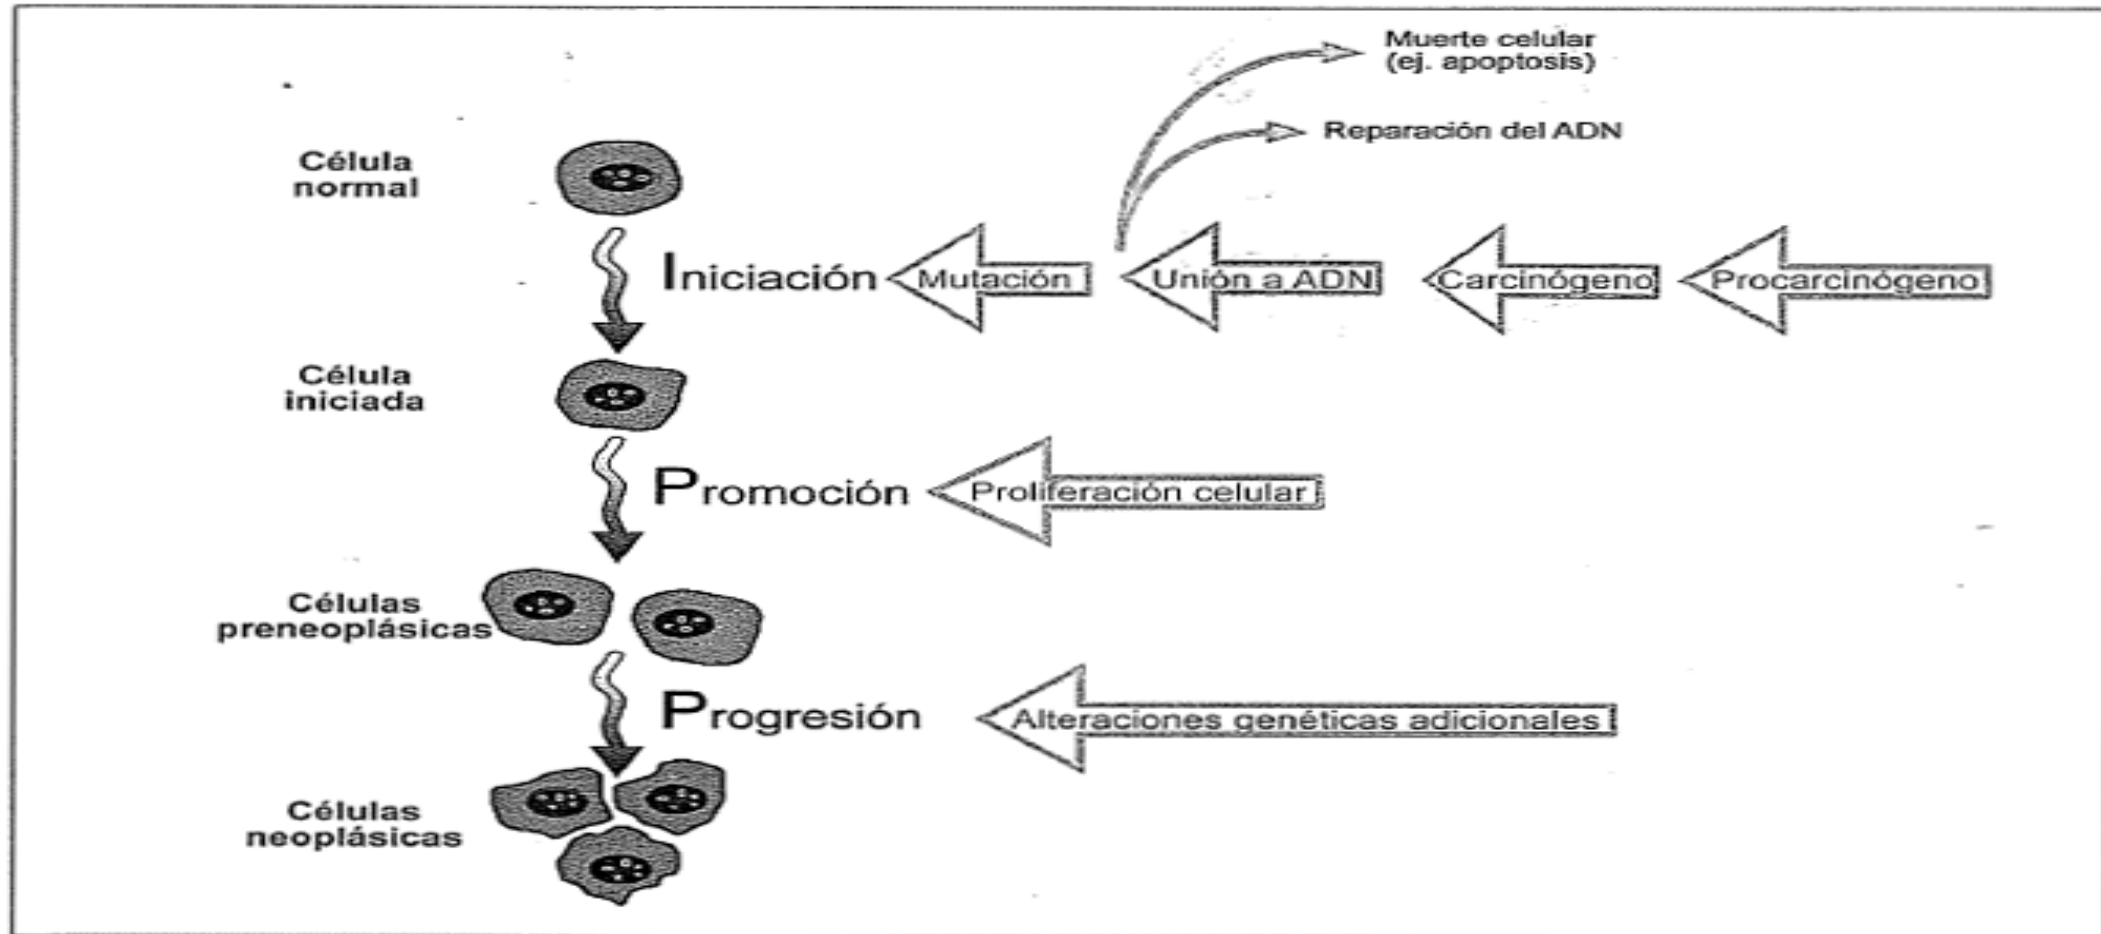 Muerte celular
(ej. apoptosis)
Reparación del ADN
Célula
normal
Iniciación
Mutación
Unión a ADN
Carcinógeno
Procarcinógeno
Célula
iniciada
Promoción
Proliferación celular
Células
preneoplásicas
Progresión
Alteraciones genéticas adicionales
Células
neoplásicas